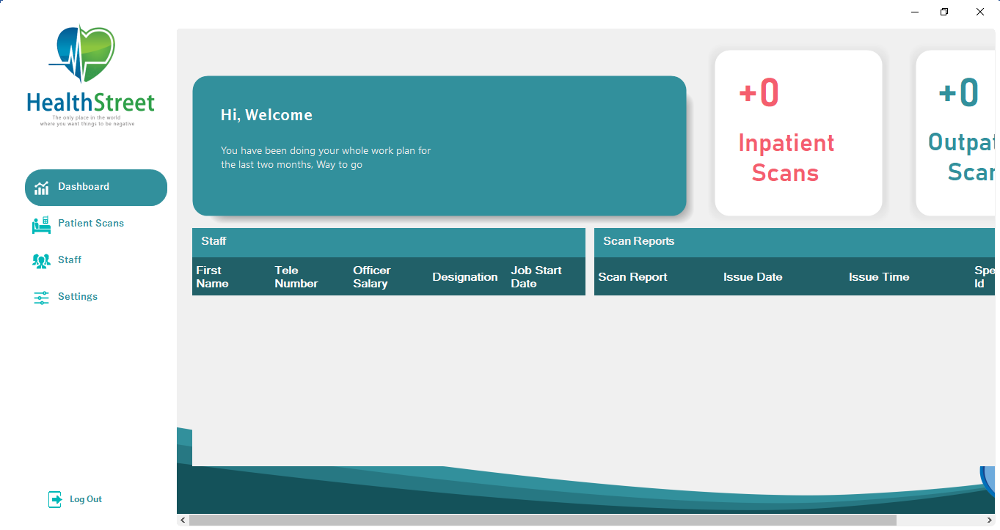 HealthStreet
The only place in the world
where you want things to be negative
Dashboard
Patient Scans
Staff
Settings
Log Out
Hi, Welcome
You have been doing your whole work plan for
the last two months, Way to go
+0
Inpatient
Scans
+0
Outpat
Scan
Staff
First Name
Tele Number
Officer Salary
Designation
Job Start Date
Scan Reports
Scan Report
Issue Date
Issue Time
Spe
Id